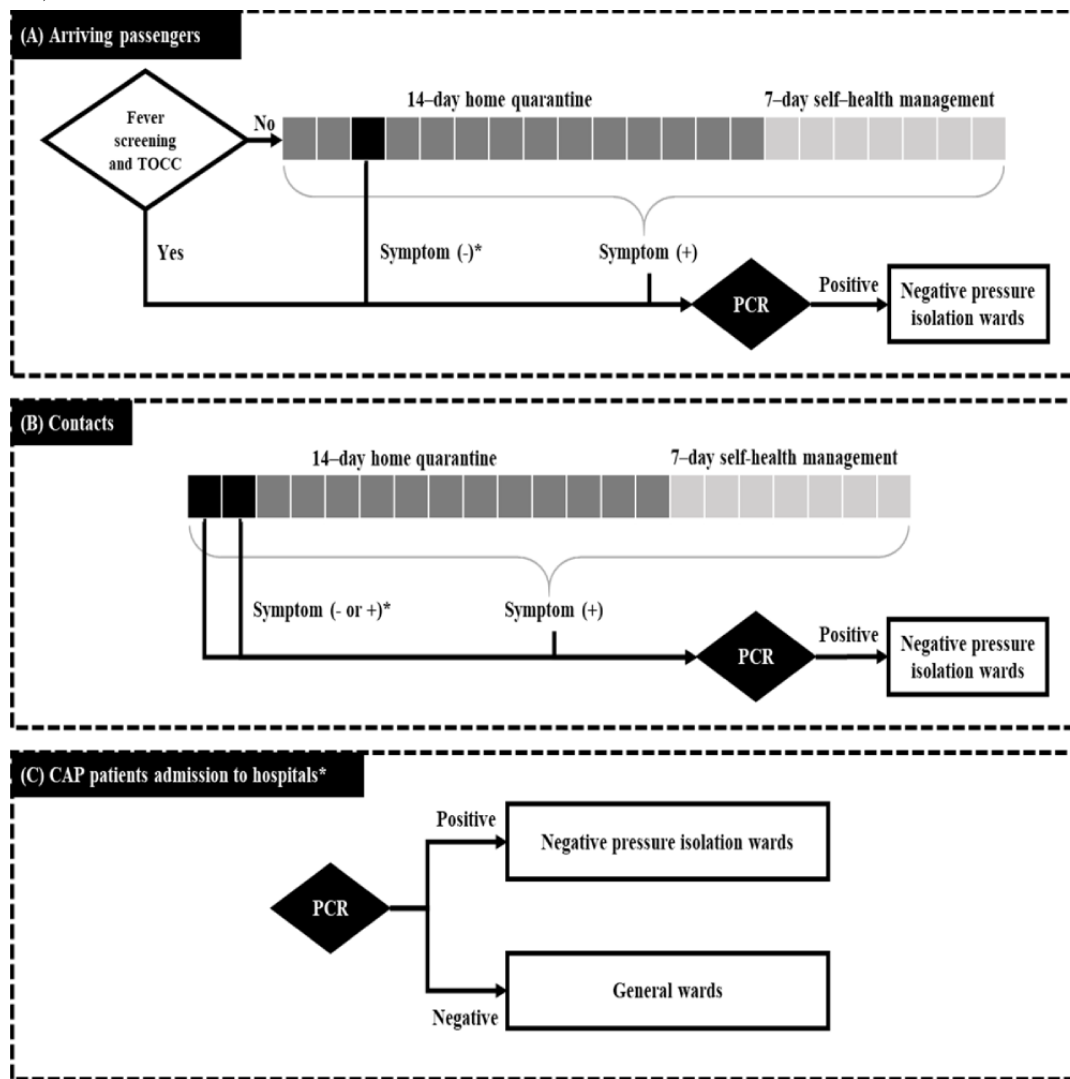 (A) Arriving passengers
Fever
screening
and TOCC
No
14–day home quarantine
7–day self–health management
Yes
Symptom (-)*
Symptom (+)
PCR
Positive
Negative pressure
isolation wards
(B) Contacts
14–day home quarantine
7–day self-health management
Symptom (- or +)*
Symptom (+)
PCR
Positive
Negative pressure
isolation wards
(C) CAP patients admission to hospitals*
PCR
Positive
Negative pressure isolation wards
Negative
General wards